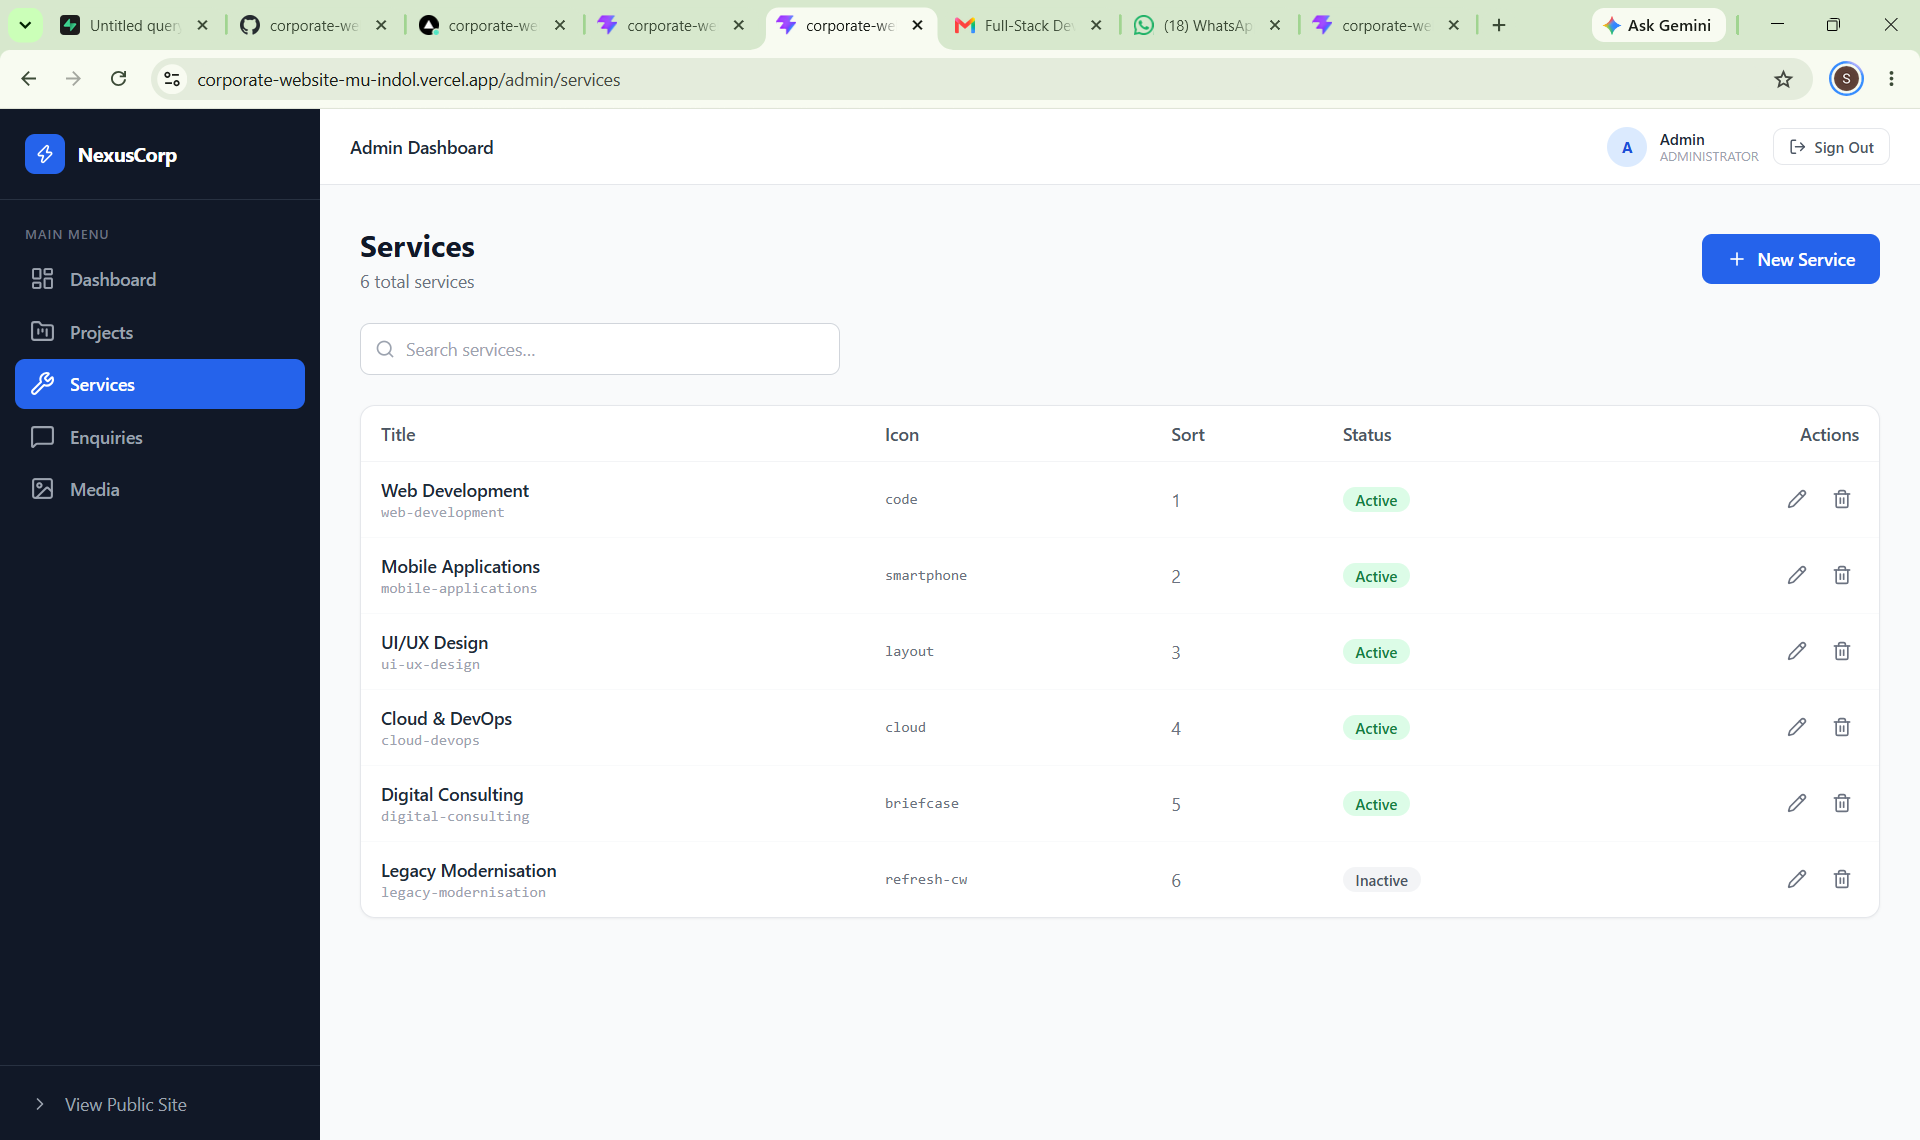 Untitled query
corporate-we
corporate-we
corporate-we
corporate-we
Full-Stack De
(18) WhatsAp
corporate-we
Ask Gemini
corporate-website-mu-indol.vercel.app/admin/services
S
NexusCorp
Admin Dashboard
A
Admin
ADMINISTRATOR
Sign Out
MAIN MENU
Dashboard
Projects
Services
Enquiries
Media
View Public Site
Services
6 total services
New Service
Search services...
Title Icon Sort Status Actions
Web Development
web-development
code 1 Active
Mobile Applications
mobile-applications
smartphone 2 Active
UI/UX Design
ui-ux-design
layout 3 Active
Cloud & DevOps
cloud-devops
cloud 4 Active
Digital Consulting
digital-consulting
briefcase 5 Active
Legacy Modernisation
legacy-modernisation
refresh-cw 6 Inactive